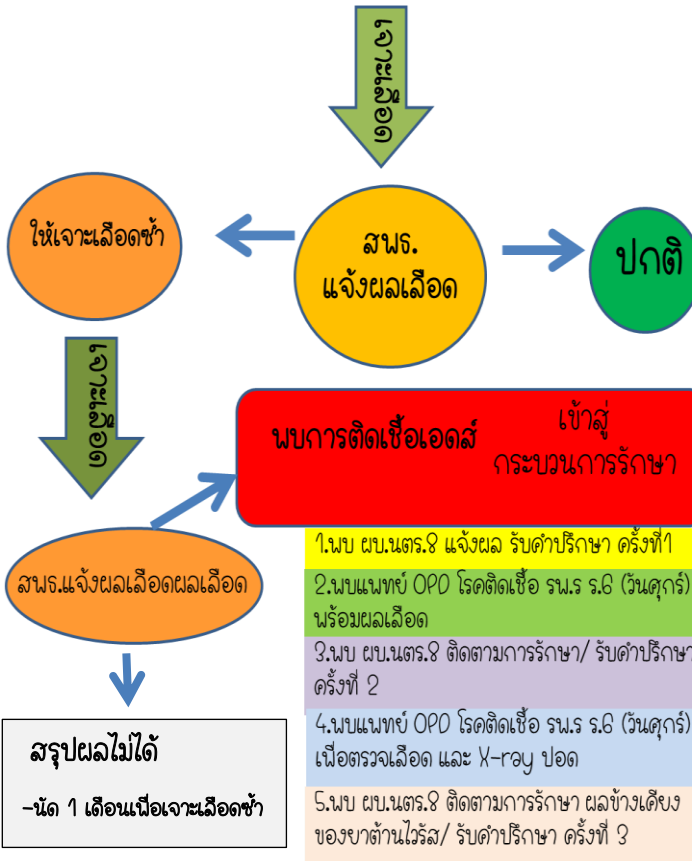 เจาะเลือด
ให้เจาะเลือดซ้ำ
สพธ.
แจ้งผลเลือด
ปกติ
เจาะเลือด
พบการติดเชื้อเอดส์
เข้าสู่
กระบวนการรักษา
สพธ.แจ้งผลเลือดผลเลือด
1.พบ ผบ.นตร.8 แจ้งผล รับคำปรึกษา ครั้งที่1
2.พบแพทย์ OPD โรคติดเชื้อ รพ.ร ร.6 (วันศุกร์)
พร้อมผลเลือด
3.พบ ผบ.นตร.8 ติดตามการรักษา/ รับคำปรึกษา
ครั้งที่ 2
4.พบแพทย์ OPD โรคติดเชื้อ รพ.ร ร.6 (วันศุกร์)
เพื่อตรวจเลือด และ X-ray ปอด
5.พบ ผบ.นตร.8 ติดตามการรักษา ผลข้างเคียง
ของยาต้านไวรัส/ รับคำปรึกษา ครั้งที่ 3
สรุปผลไม่ได้
-นัด 1 เดือนเพื่อเจาะเลือดซ้ำ